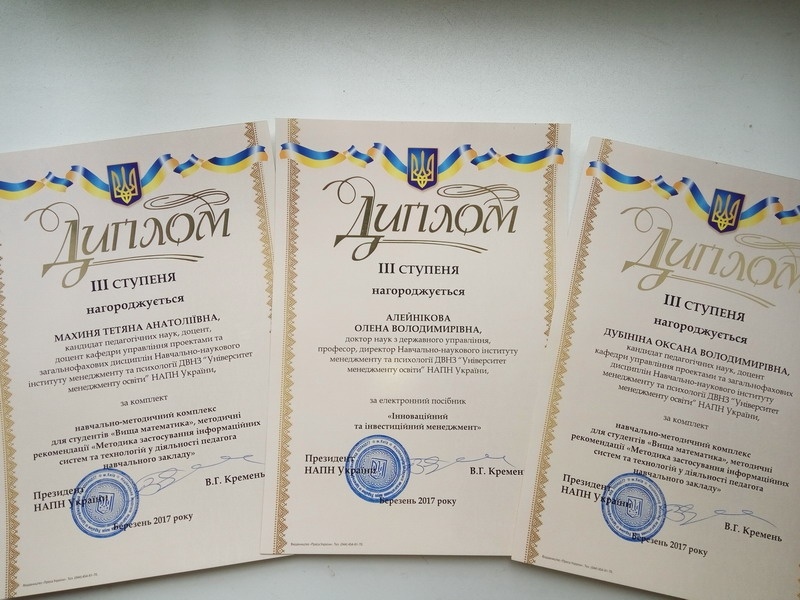 Диплом
III СТУПЕНЯ
нагороджується
МАХИНЯ ТЕТЯНА АНАТОЛІЇВНА,
кандидат педагогічних наук, доцент,
доцент кафедри управління проектами та
загальнофахових дисциплін Навчально-наукового
інституту менеджменту та психології ДВНЗ "Університет
менеджменту освіти" НАПН України,
за комплект
навчально-методичний комплекс
для студентів «Вища математика», методичні
рекомендації «Методика застосування інформаційних
систем та технологій у діяльності педагога
навчального закладу»
Президент
НАПН України
В.Г. Кремень
Березень 2017 року
Диплом
III СТУПЕНЯ
нагороджується
АЛЕЙНІКОВА
ОЛЕНА ВОЛОДИМИРІВНА,
доктор наук з державного управління,
професор, директор Навчально-наукового інституту
менеджменту та психології ДВНЗ "Університет
менеджменту освіти" НАПН України,
за електронний посібник
«Інноваційний
та інвестиційний менеджмент»
Президент
НАПН України
В.Г. Кремен
Березень 2017 року
Диплом
III СТУПЕНЯ
нагороджується
ДУБІНІНА ОКСАНА ВОЛОДИМИРІВНА,
кандидат педагогічних наук, доцент
кафедри управління проектами та загальнофахових
дисциплін Навчально-наукового інституту
менеджменту та психології ДВНЗ "Університет
менеджменту освіти" НАПН України,
за комплект
навчально-методичний комплекс
для студентів «Вища математика», методичні
рекомендації «Методика застосування інформаційних
систем та технологій у діяльності педагога
навчального закладу»
Президент
НАПН України
В.Г. Кремень
Березень 2017 року